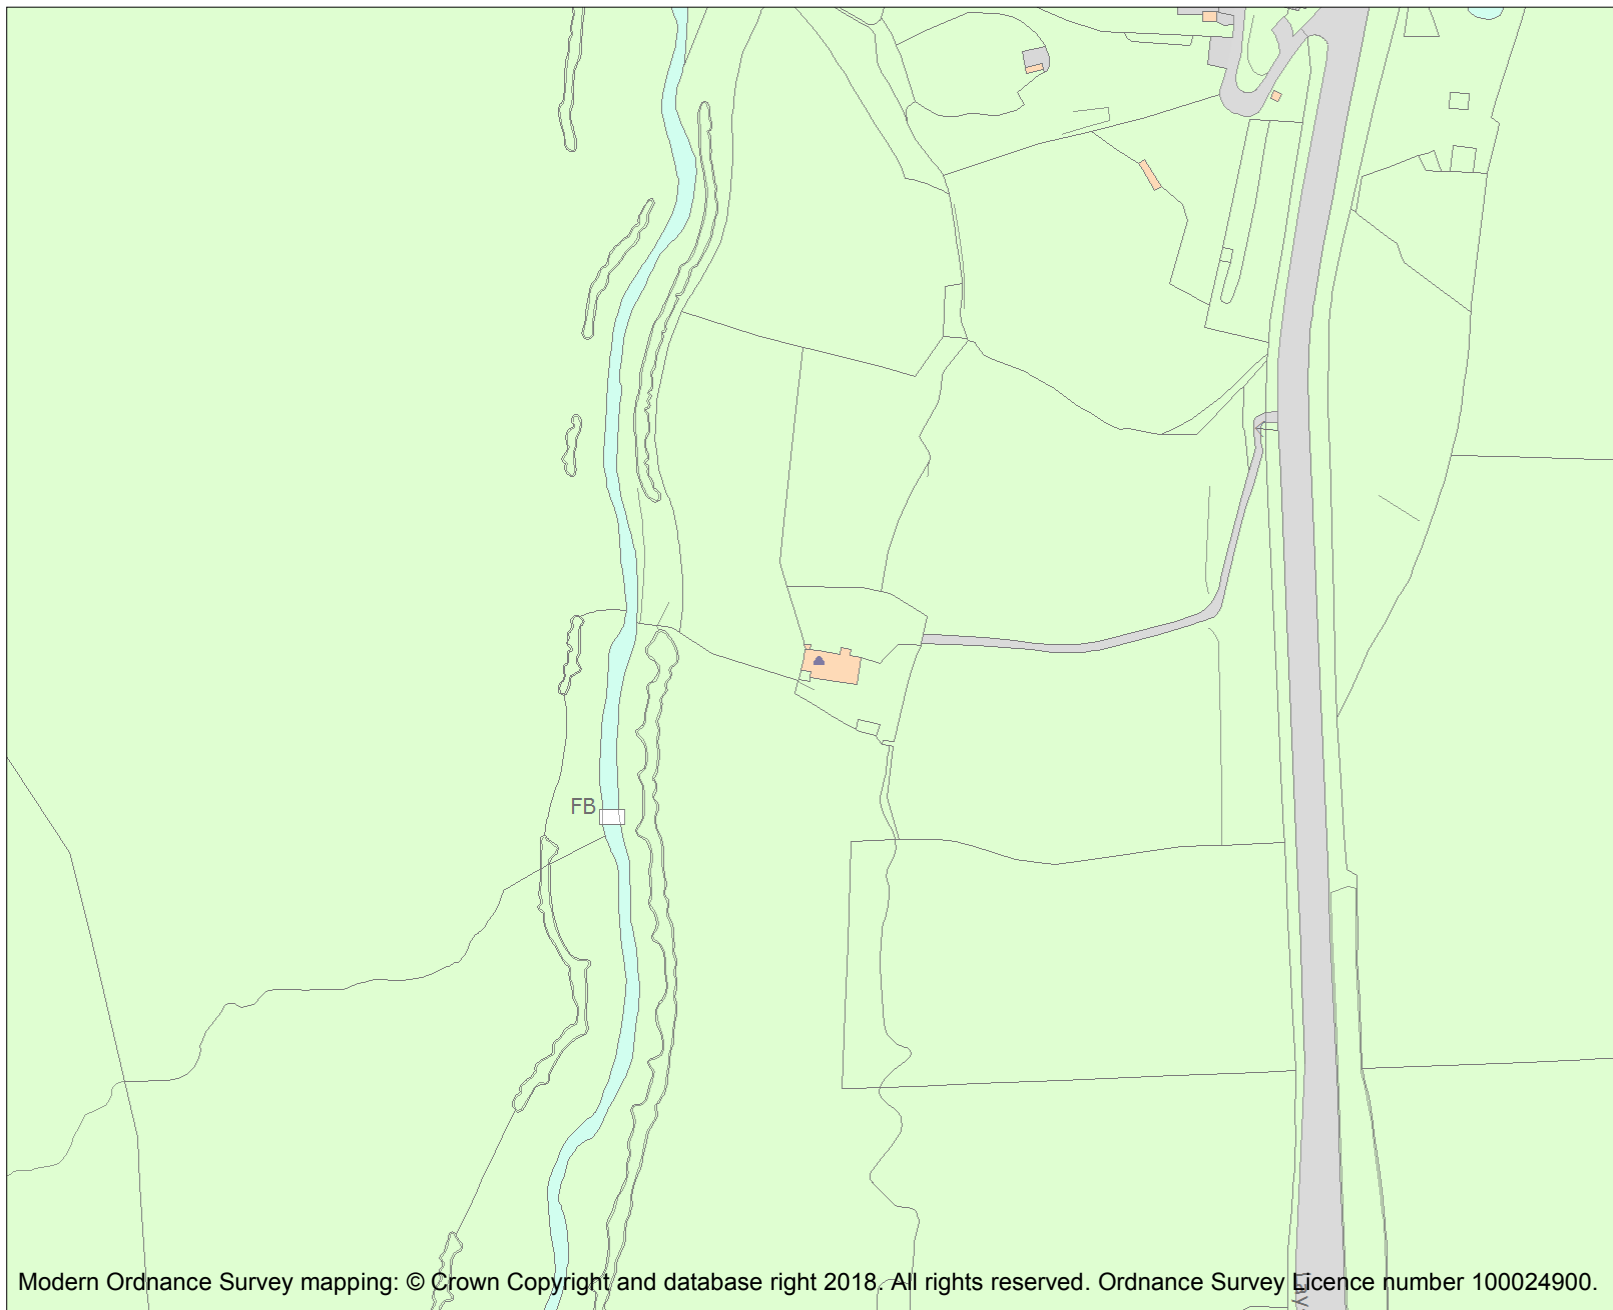 FB
Modern Ordnance Survey mapping: © Crown Copyright and database right 2018. All rights reserved. Ordnance Survey Licence number 100024900.